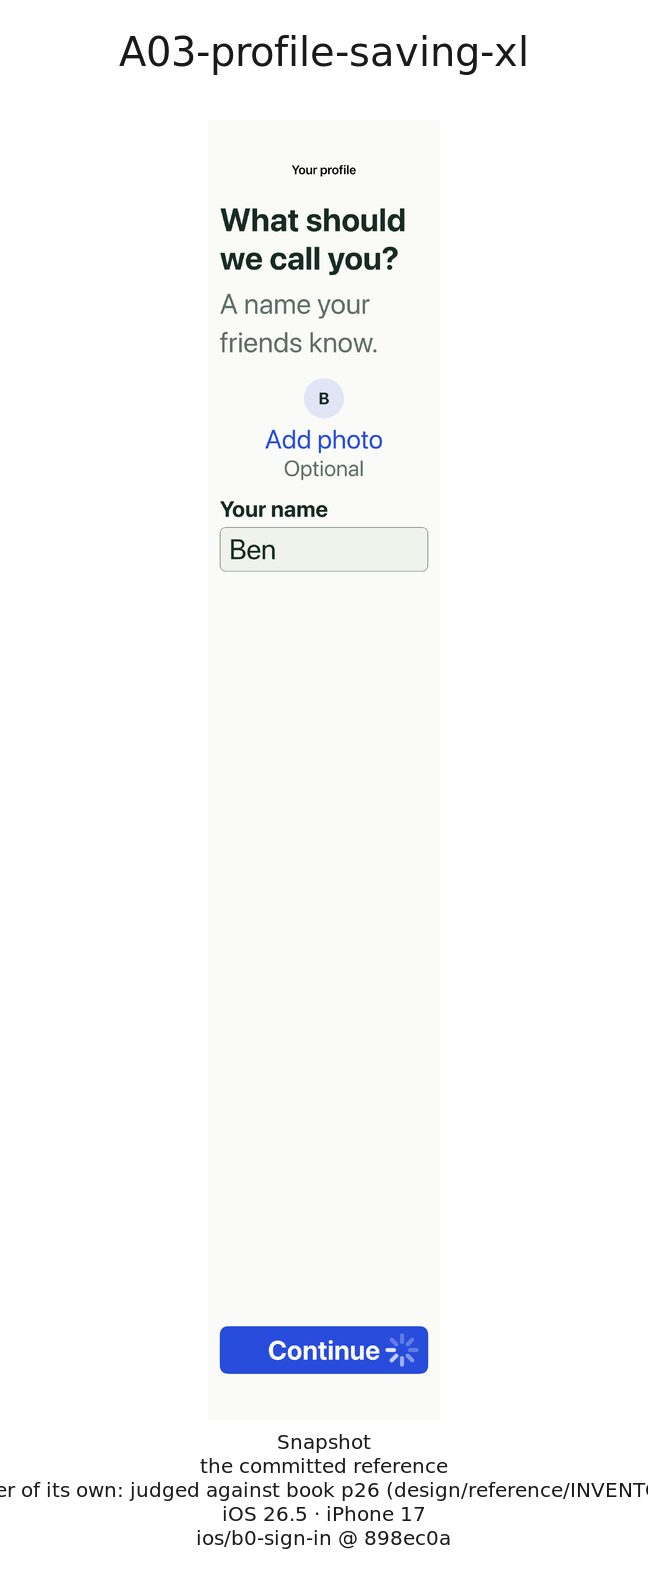 A03-profile-saving-xl
Your profile
What should
we call you?
A name your
friends know.
B
Add photo
Optional
Your name
Ben
Continue
Snapshot
the committed reference
of its own: judged against book p26 (design/reference/
iOS 26.5 · iPhone 17
ios/b0-sign-in @ 898ec0a